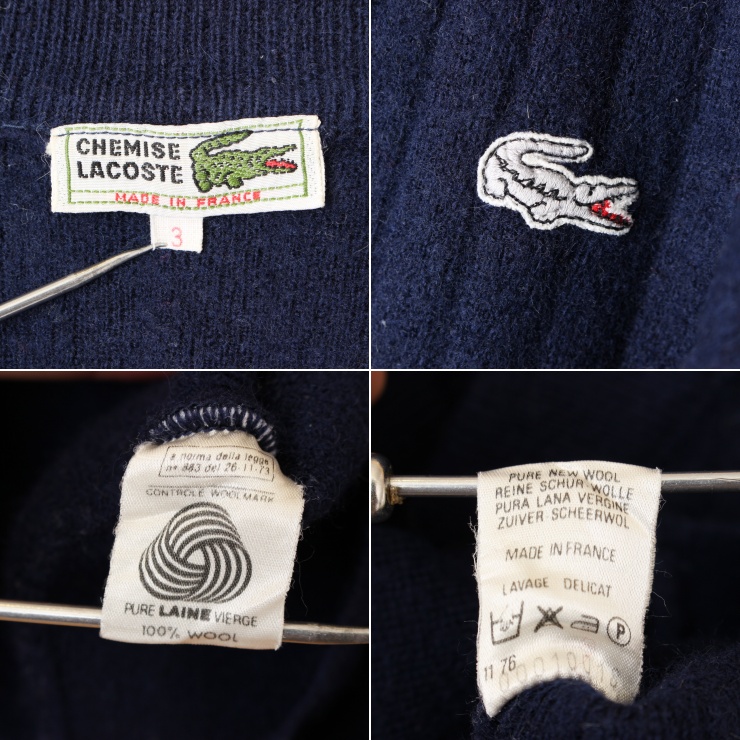 CHEMISE
LACOSTE
MADE IN FRANCE
3
a norma della legge
n° 883 del 26-11-73
CONTROLE WOOLMARK
PURE LAINE VIERGE
100% WOOL
PURE NEW WOOL
REINE SCHURWOLLE
PURA LANA VERGINE
ZUIVER SCHEERWOL
MADE IN FRANCE
LAVAGE DELICAT
P
11 76